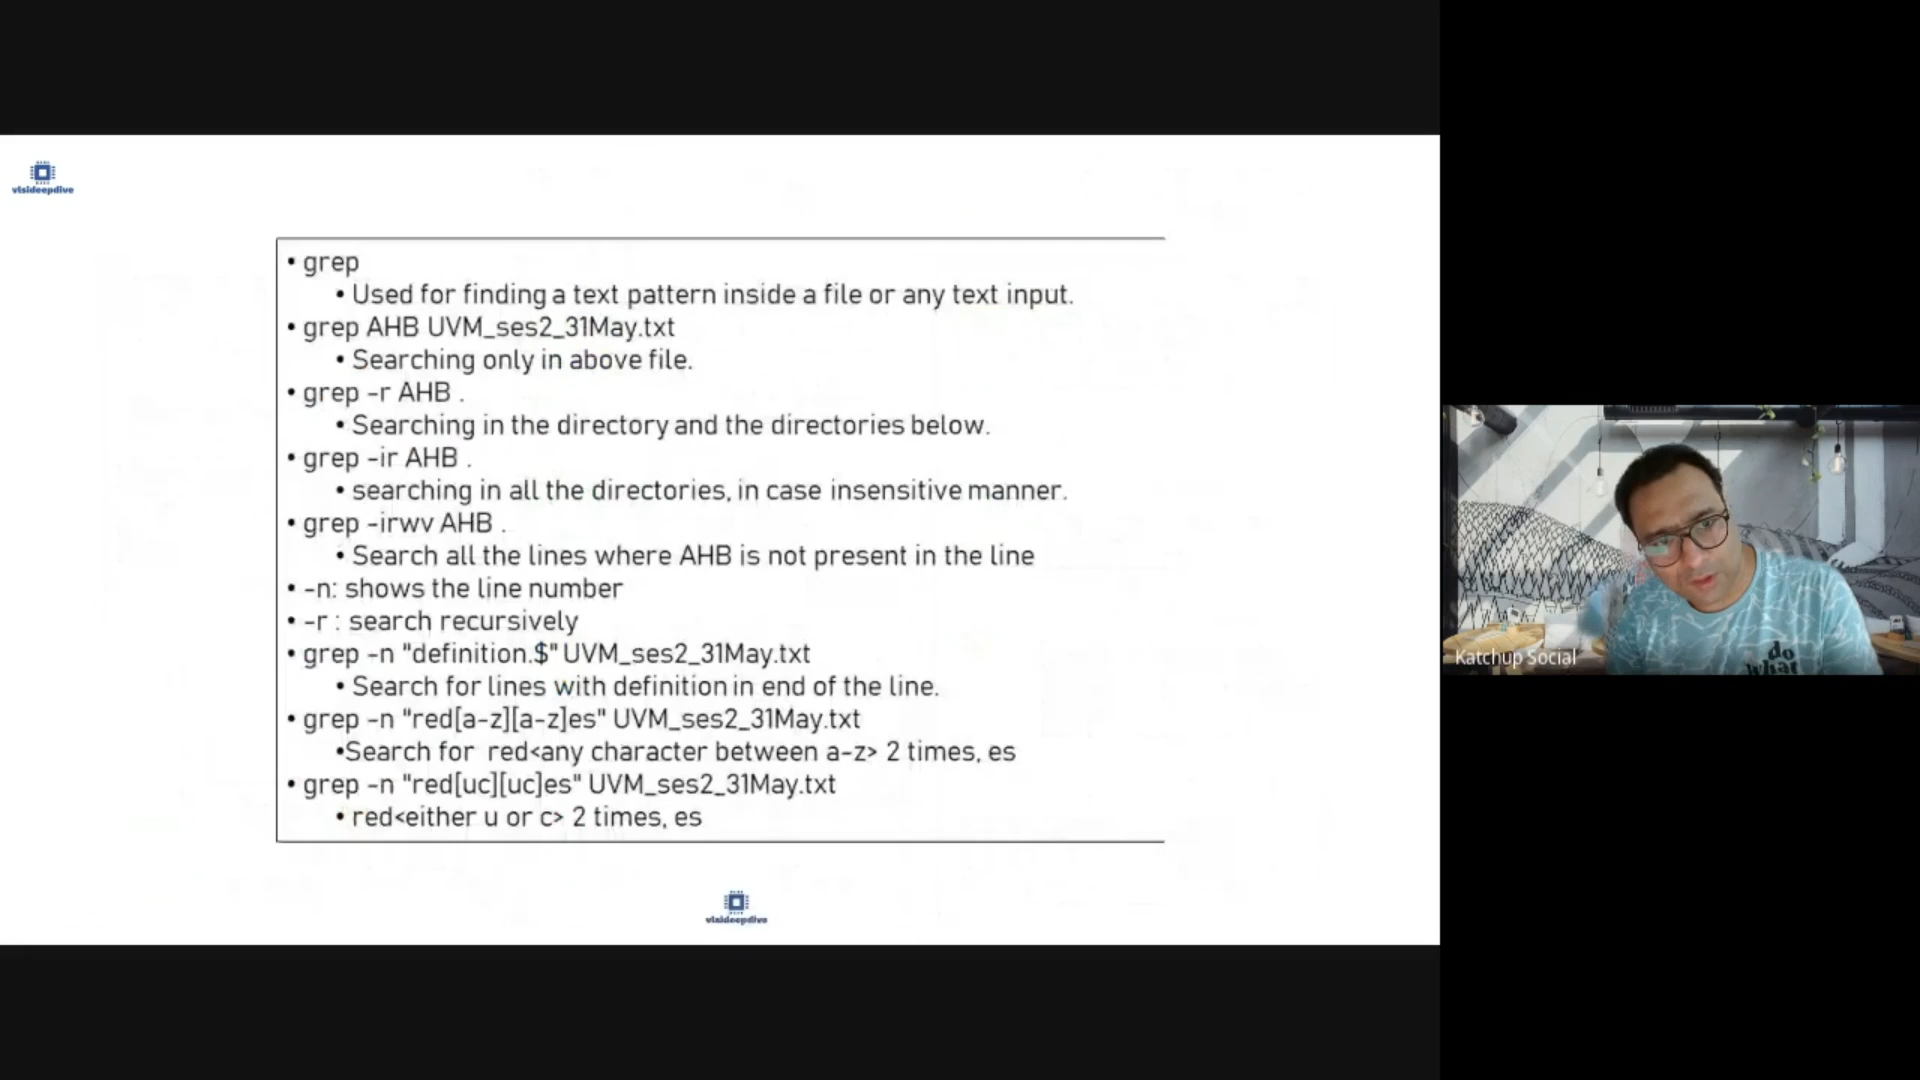 vlsideepdive
• grep
• Used for finding a text pattern inside a file or any text input.
• grep AHB UVM_ses2_31May.txt
• Searching only in above file.
• grep -r AHB .
• Searching in the directory and the directories below.
• grep -ir AHB .
• searching in all the directories, in case insensitive manner.
• grep -irwv AHB .
• Search all the lines where AHB is not present in the line
• -n: shows the line number
• -r : search recursively
• grep -n "definition.$" UVM_ses2_31May.txt
• Search for lines with definition in end of the line.
• grep -n "red[a-z][a-z]es" UVM_ses2_31May.txt
•Search for red<any character between a-z> 2 times, es
• grep -n "red[uc][uc]es" UVM_ses2_31May.txt
• red<either u or c> 2 times, es
vlsideepdive
do
what
Katchup Social